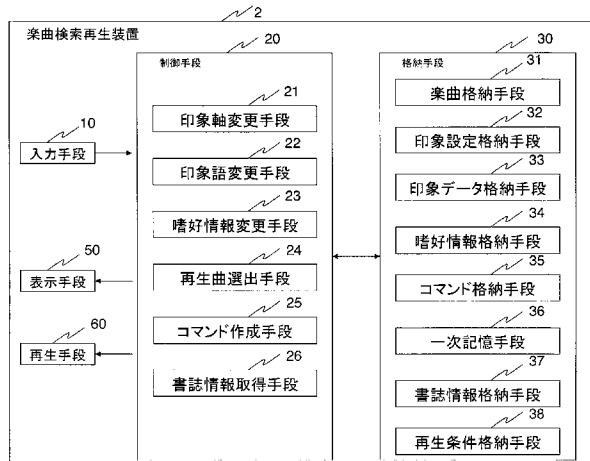 2
楽曲検索再生装置
20
制御手段
30
格納手段
10
入力手段
50
表示手段
60
再生手段
21
印象軸変更手段
22
印象語変更手段
23
嗜好情報変更手段
24
再生曲選出手段
25
コマンド作成手段
26
書誌情報取得手段
31
楽曲格納手段
32
印象設定格納手段
33
印象データ格納手段
34
嗜好情報格納手段
35
コマンド格納手段
36
一次記憶手段
37
書誌情報格納手段
38
再生条件格納手段